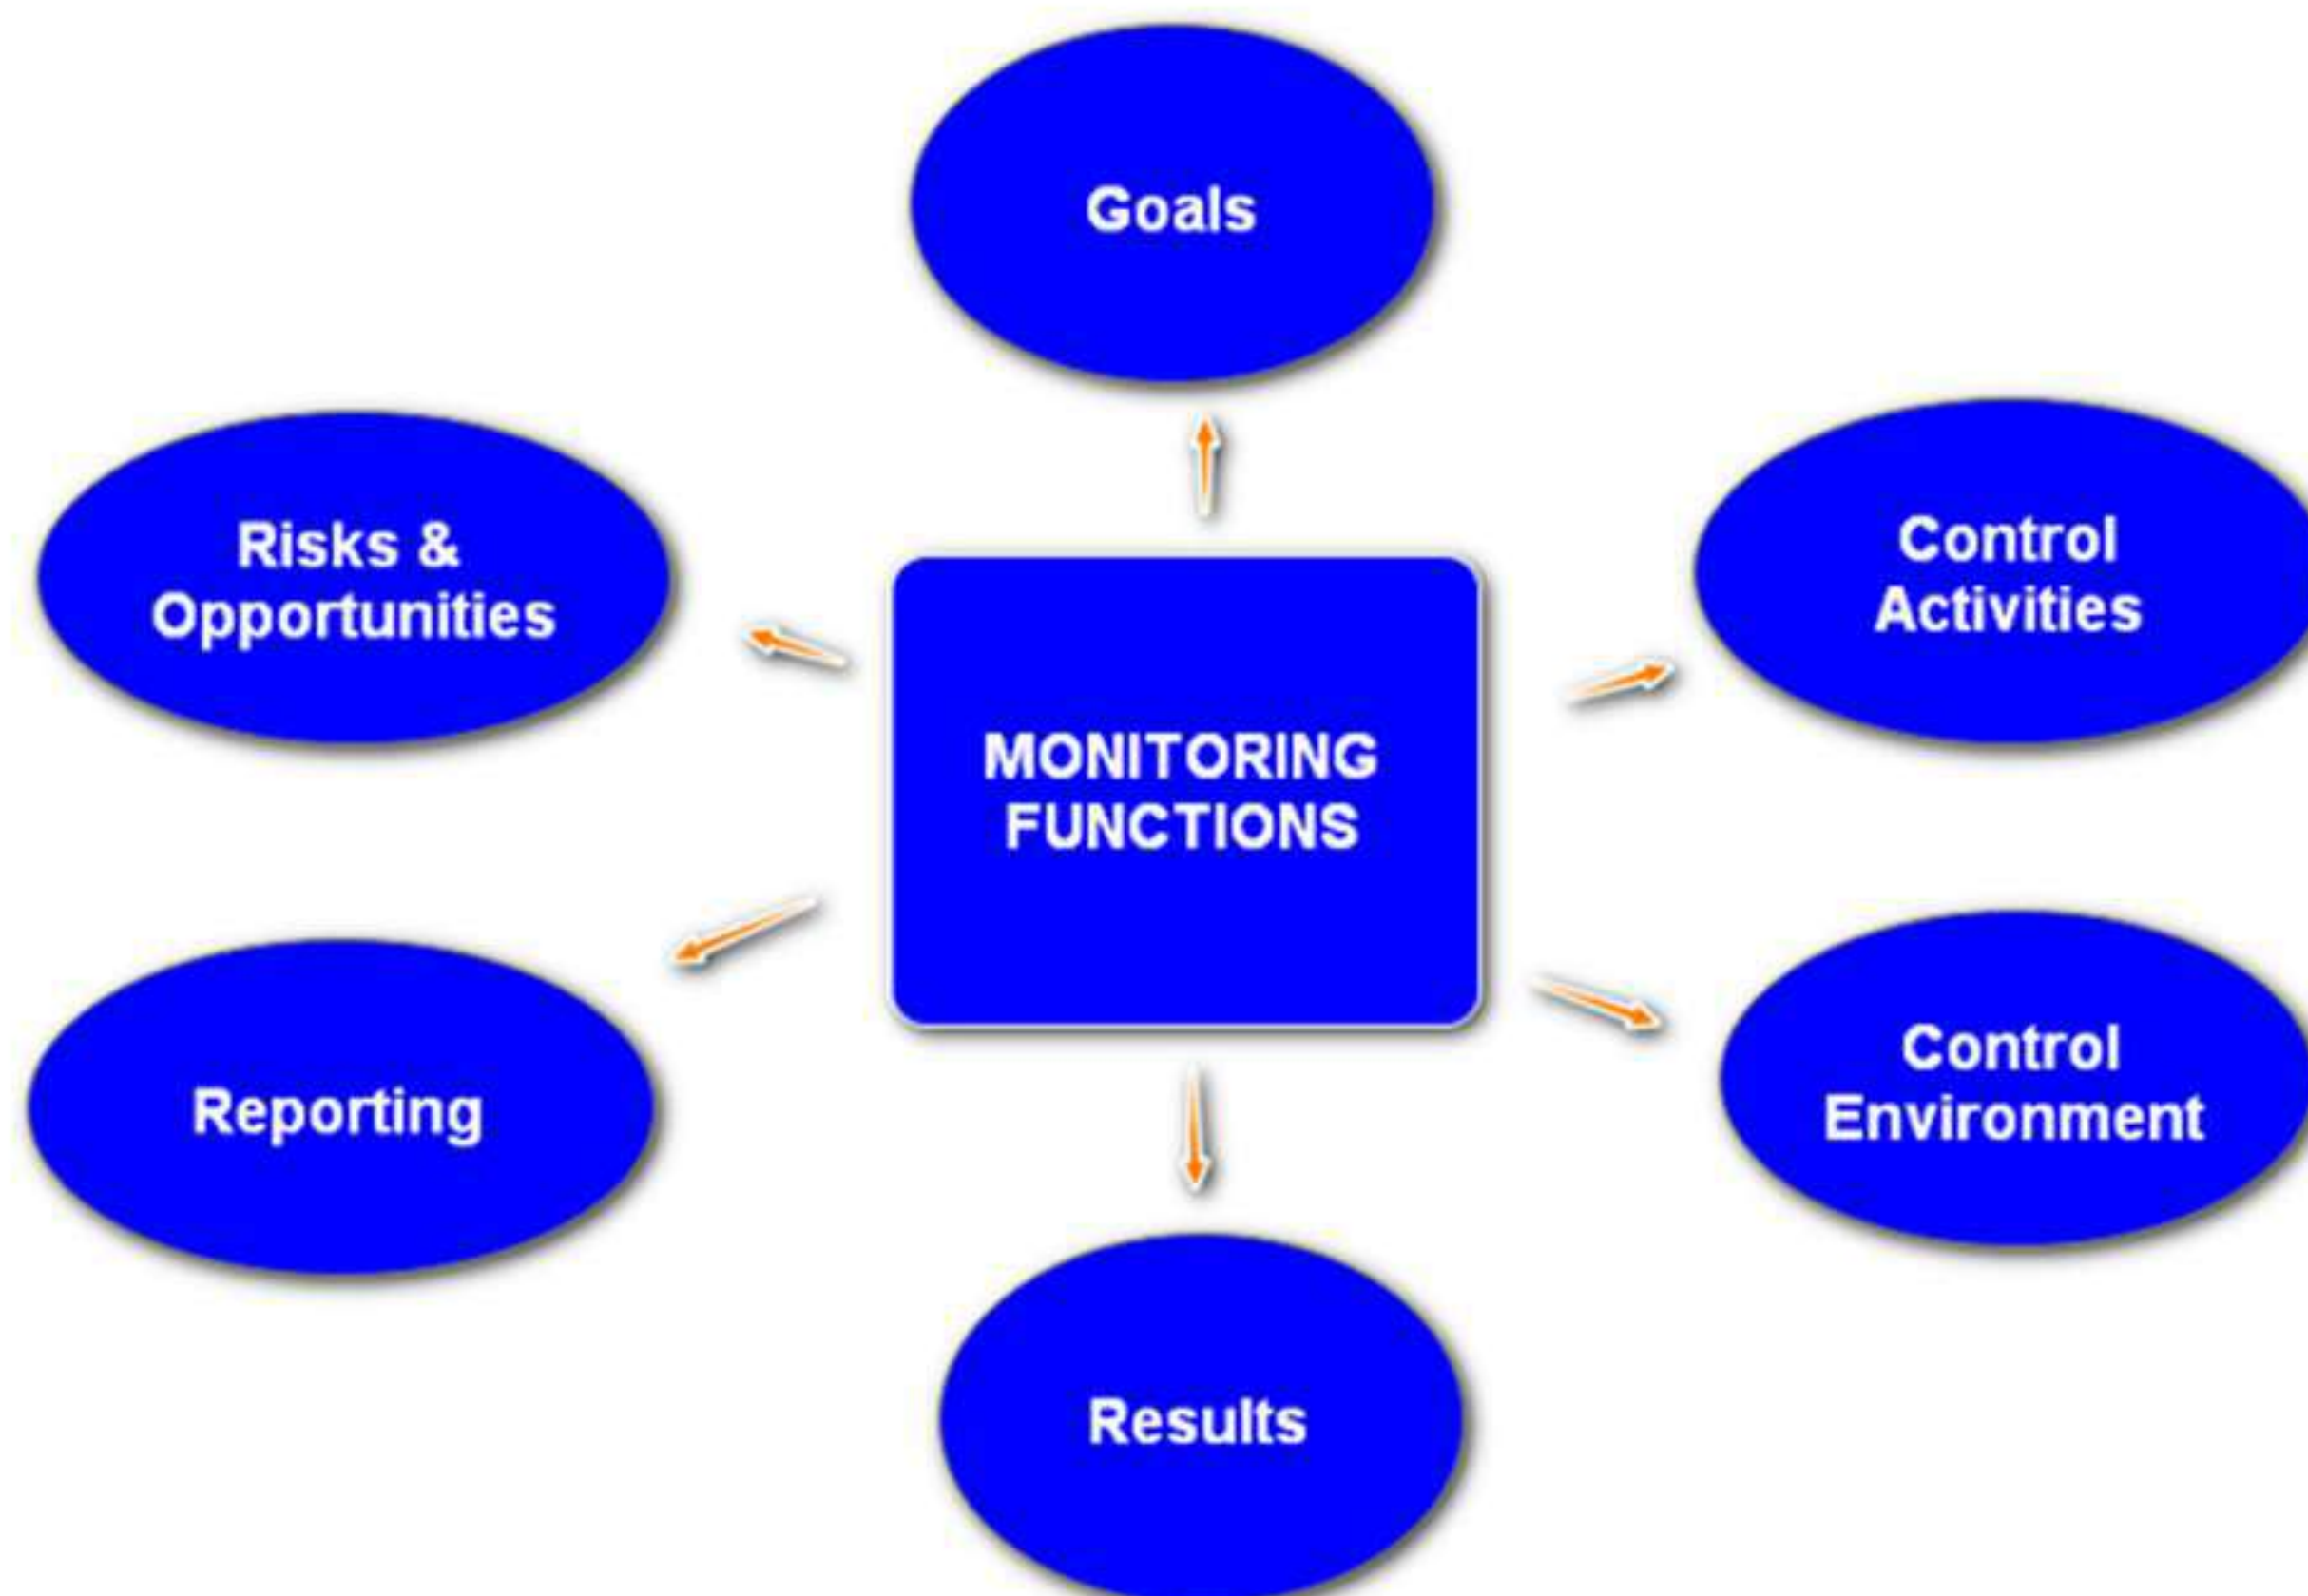 Goals
Risks &
Opportunities
Control
Activities
MONITORING
FUNCTIONS
Reporting
Control
Environment
Results